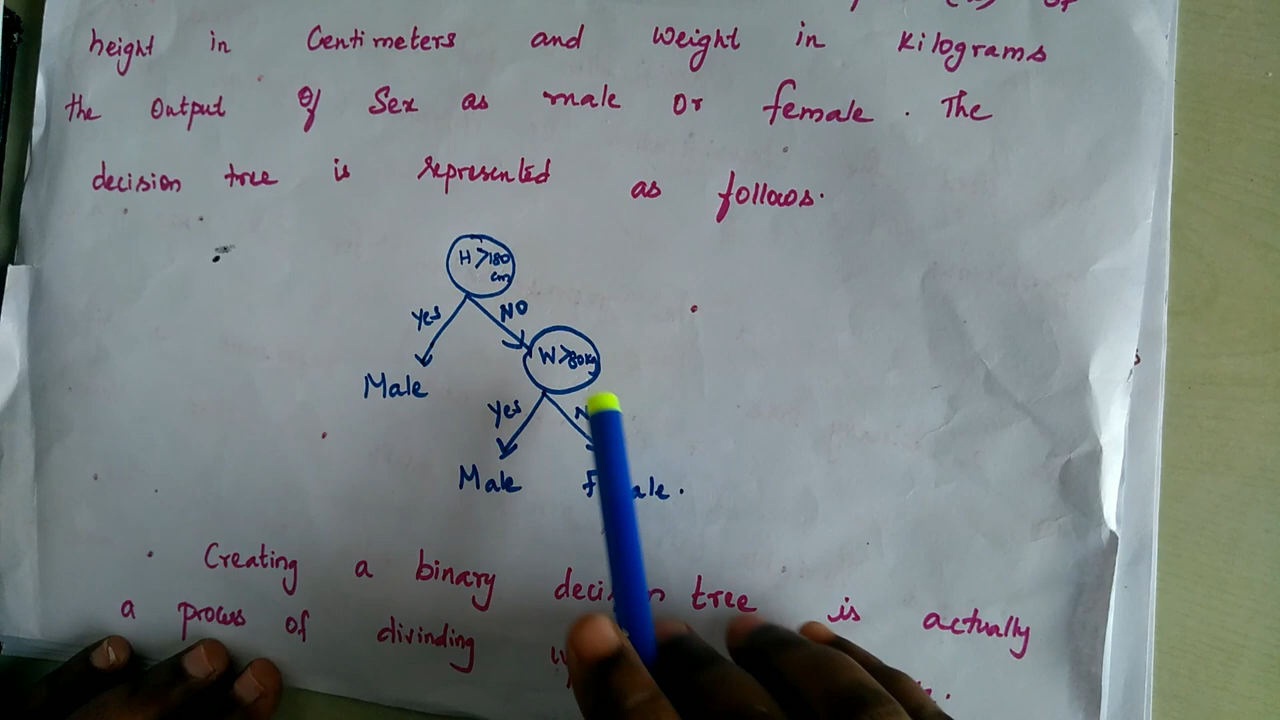 height in Centimeters and Weight in kilograms
the Output Of Sex as male Or female. The
decision tree is represented as follows.
H >180
cm
Yes NO
W>80kg
Male
Yes
Male
Creating a binary tree is actually
a process of divinding